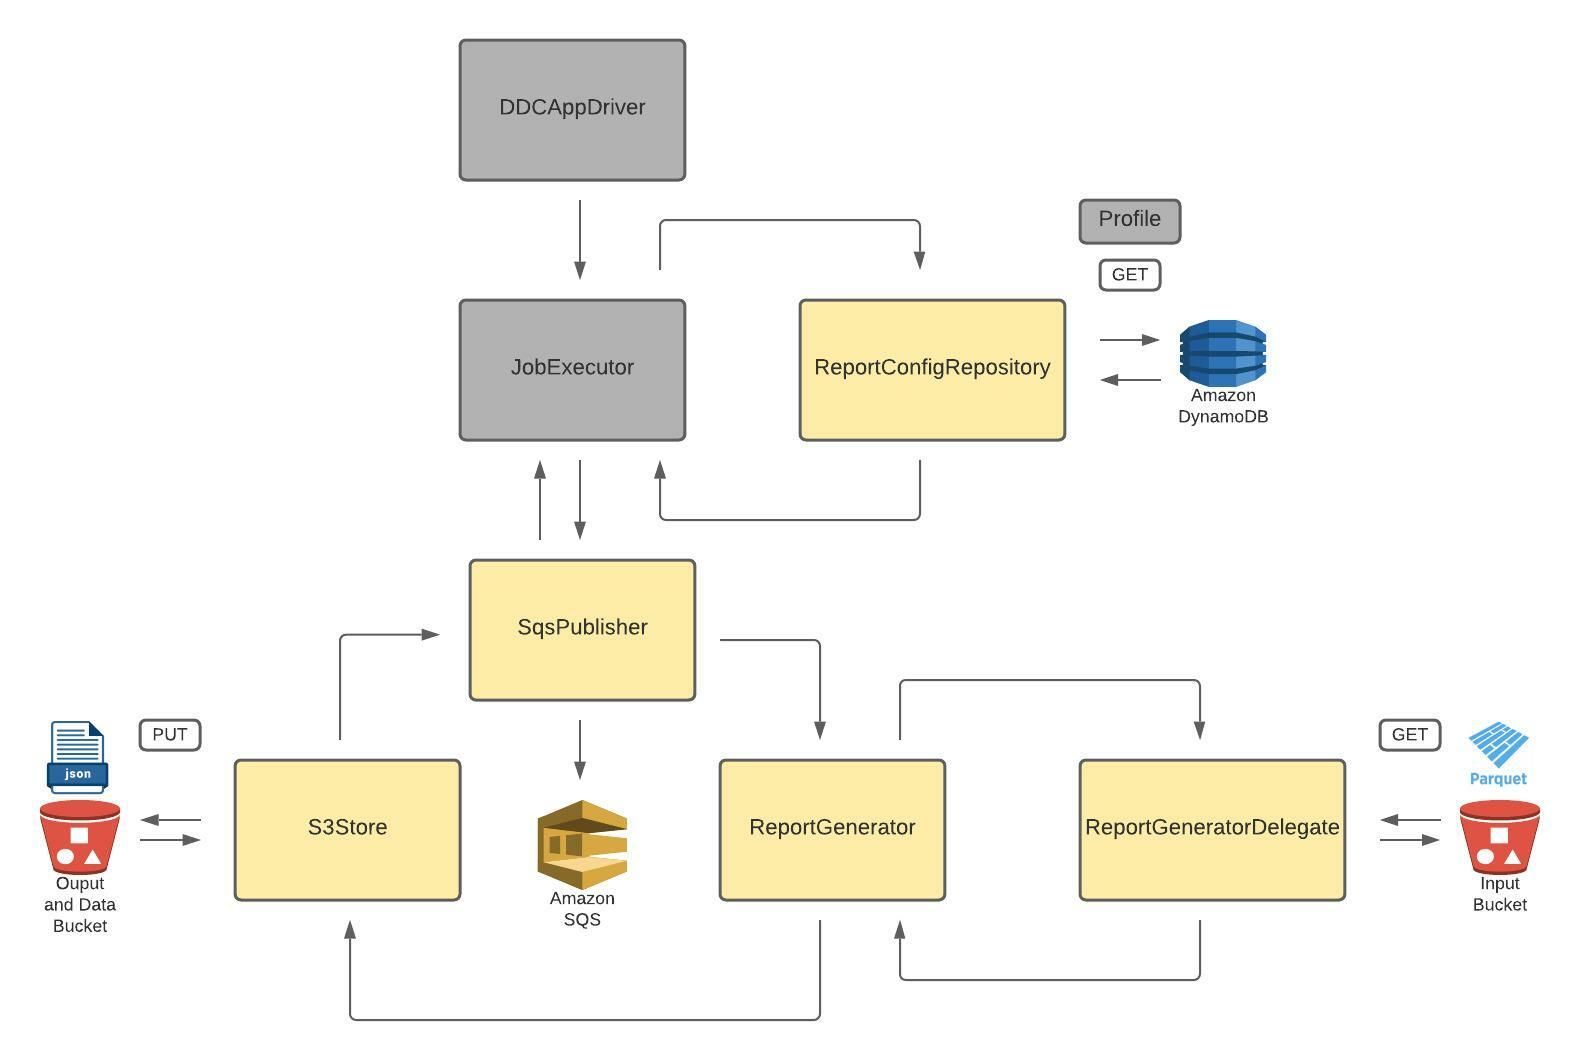 DDCAppDriver
Profile
GET
JobExecutor
ReportConfigRepository
Amazon
DynamoDB
SqsPublisher
json
PUT
GET
Parquet
S3Store
ReportGenerator
ReportGeneratorDelegate
Ouput
and Data
Bucket
Amazon
SQS
Input
Bucket